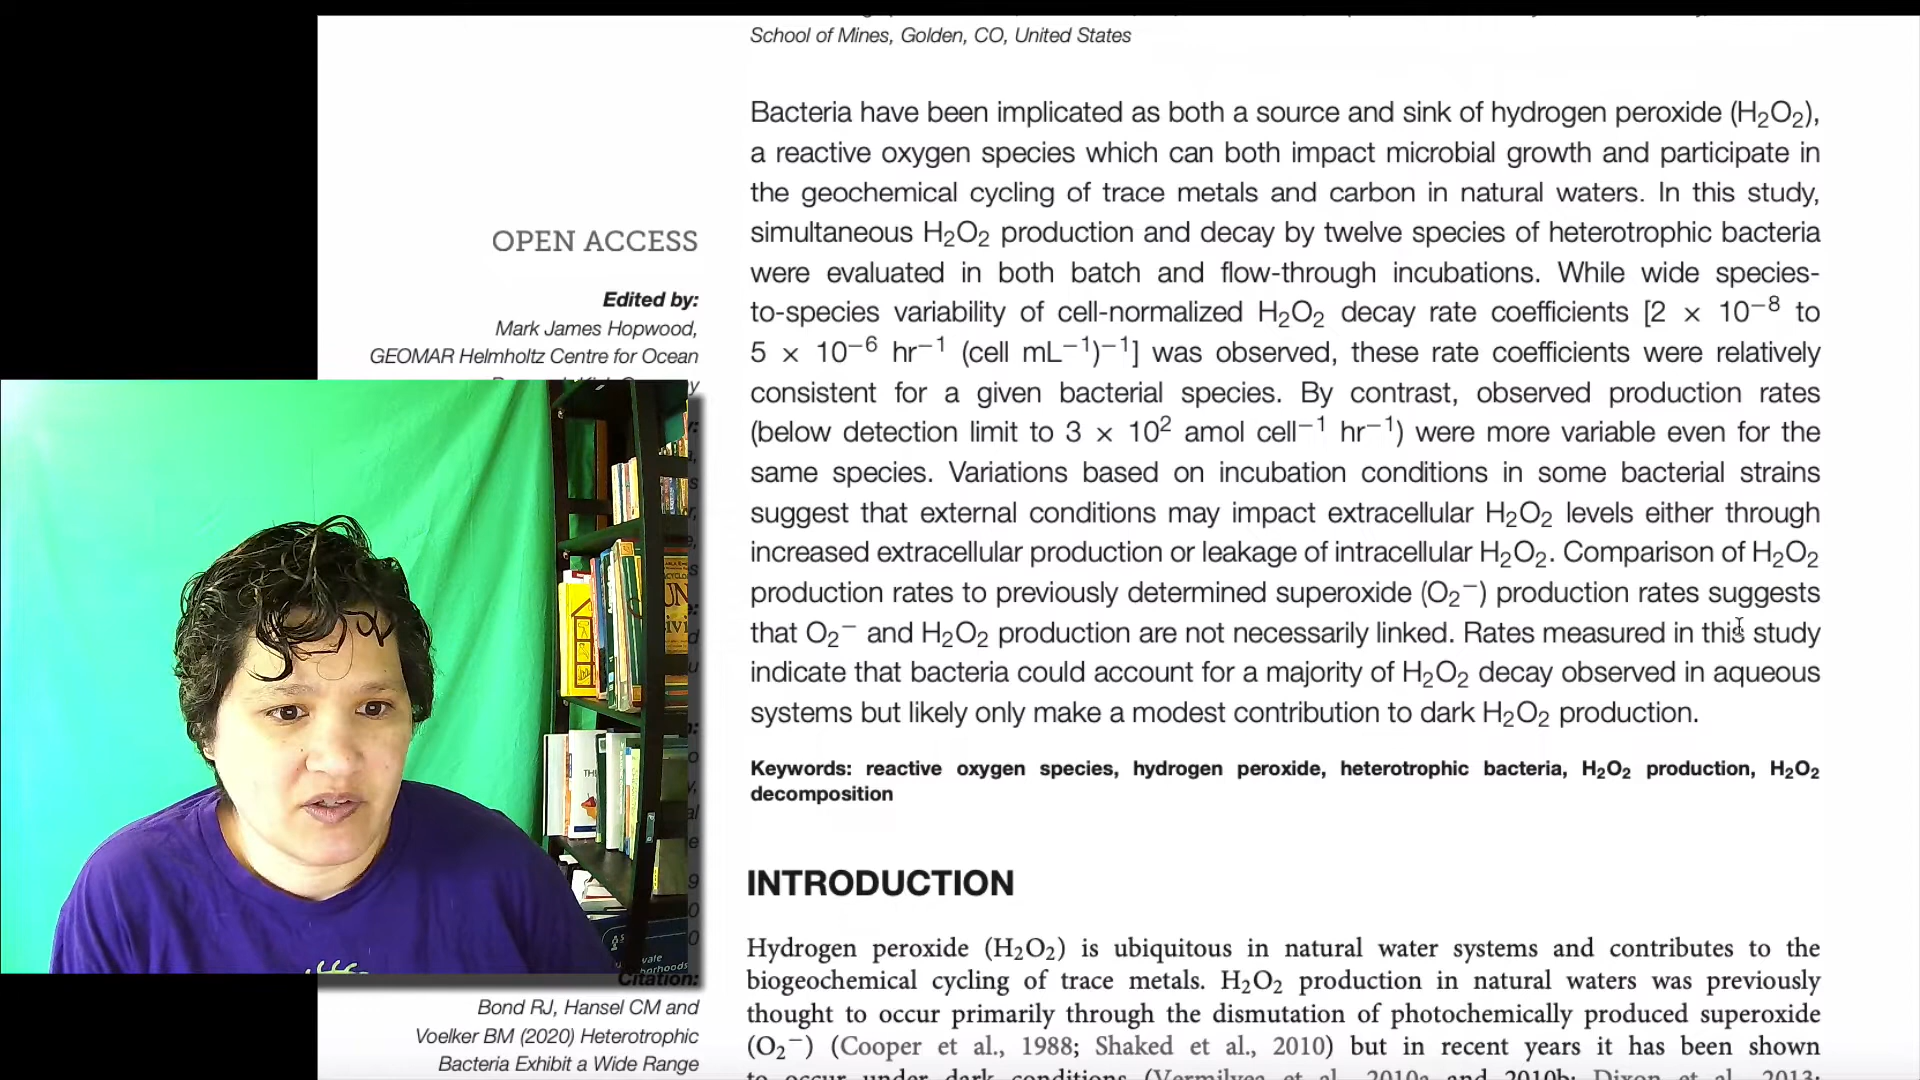 School of Mines, Golden, CO, United States
Bacteria have been implicated as both a source and sink of hydrogen peroxide (H₂O₂),
a reactive oxygen species which can both impact microbial growth and participate in
the geochemical cycling of trace metals and carbon in natural waters. In this study,
simultaneous H₂O₂ production and decay by twelve species of heterotrophic bacteria
were evaluated in both batch and flow-through incubations. While wide species-
to-species variability of cell-normalized H₂O₂ decay rate coefficients [2 × 10⁻⁸ to
5 × 10⁻⁶ hr⁻¹ (cell mL⁻¹)⁻¹] was observed, these rate coefficients were relatively
consistent for a given bacterial species. By contrast, observed production rates
(below detection limit to 3 × 10² amol cell⁻¹ hr⁻¹) were more variable even for the
same species. Variations based on incubation conditions in some bacterial strains
suggest that external conditions may impact extracellular H₂O₂ levels either through
increased extracellular production or leakage of intracellular H₂O₂. Comparison of H₂O₂
production rates to previously determined superoxide (O₂⁻) production rates suggests
that O₂⁻ and H₂O₂ production are not necessarily linked. Rates measured in this study
indicate that bacteria could account for a majority of H₂O₂ decay observed in aqueous
systems but likely only make a modest contribution to dark H₂O₂ production.
Keywords: reactive oxygen species, hydrogen peroxide, heterotrophic bacteria, H₂O₂ production, H₂O₂
decomposition
INTRODUCTION
Hydrogen peroxide (H₂O₂) is ubiquitous in natural water systems and contributes to the
biogeochemical cycling of trace metals. H₂O₂ production in natural waters was previously
thought to occur primarily through the dismutation of photochemically produced superoxide
(O₂⁻) (Cooper et al., 1988; Shaked et al., 2010) but in recent years it has been shown
to occur under dark conditions (Vermilyea et al., 2010a and 2010b; Dixon et al., 2013;
OPEN ACCESS
Edited by:
Mark James Hopwood,
GEOMAR Helmholtz Centre for Ocean
Citation:
Bond RJ, Hansel CM and
Voelker BM (2020) Heterotrophic
Bacteria Exhibit a Wide Range